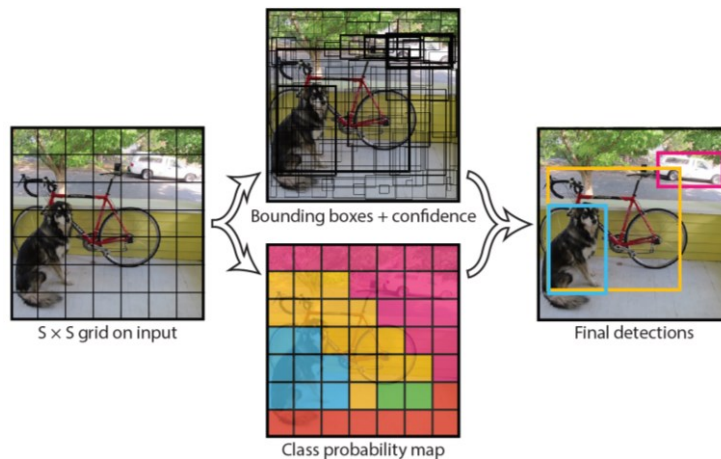 Bounding boxes + confidence
S × S grid on input
Final detections
Class probability map